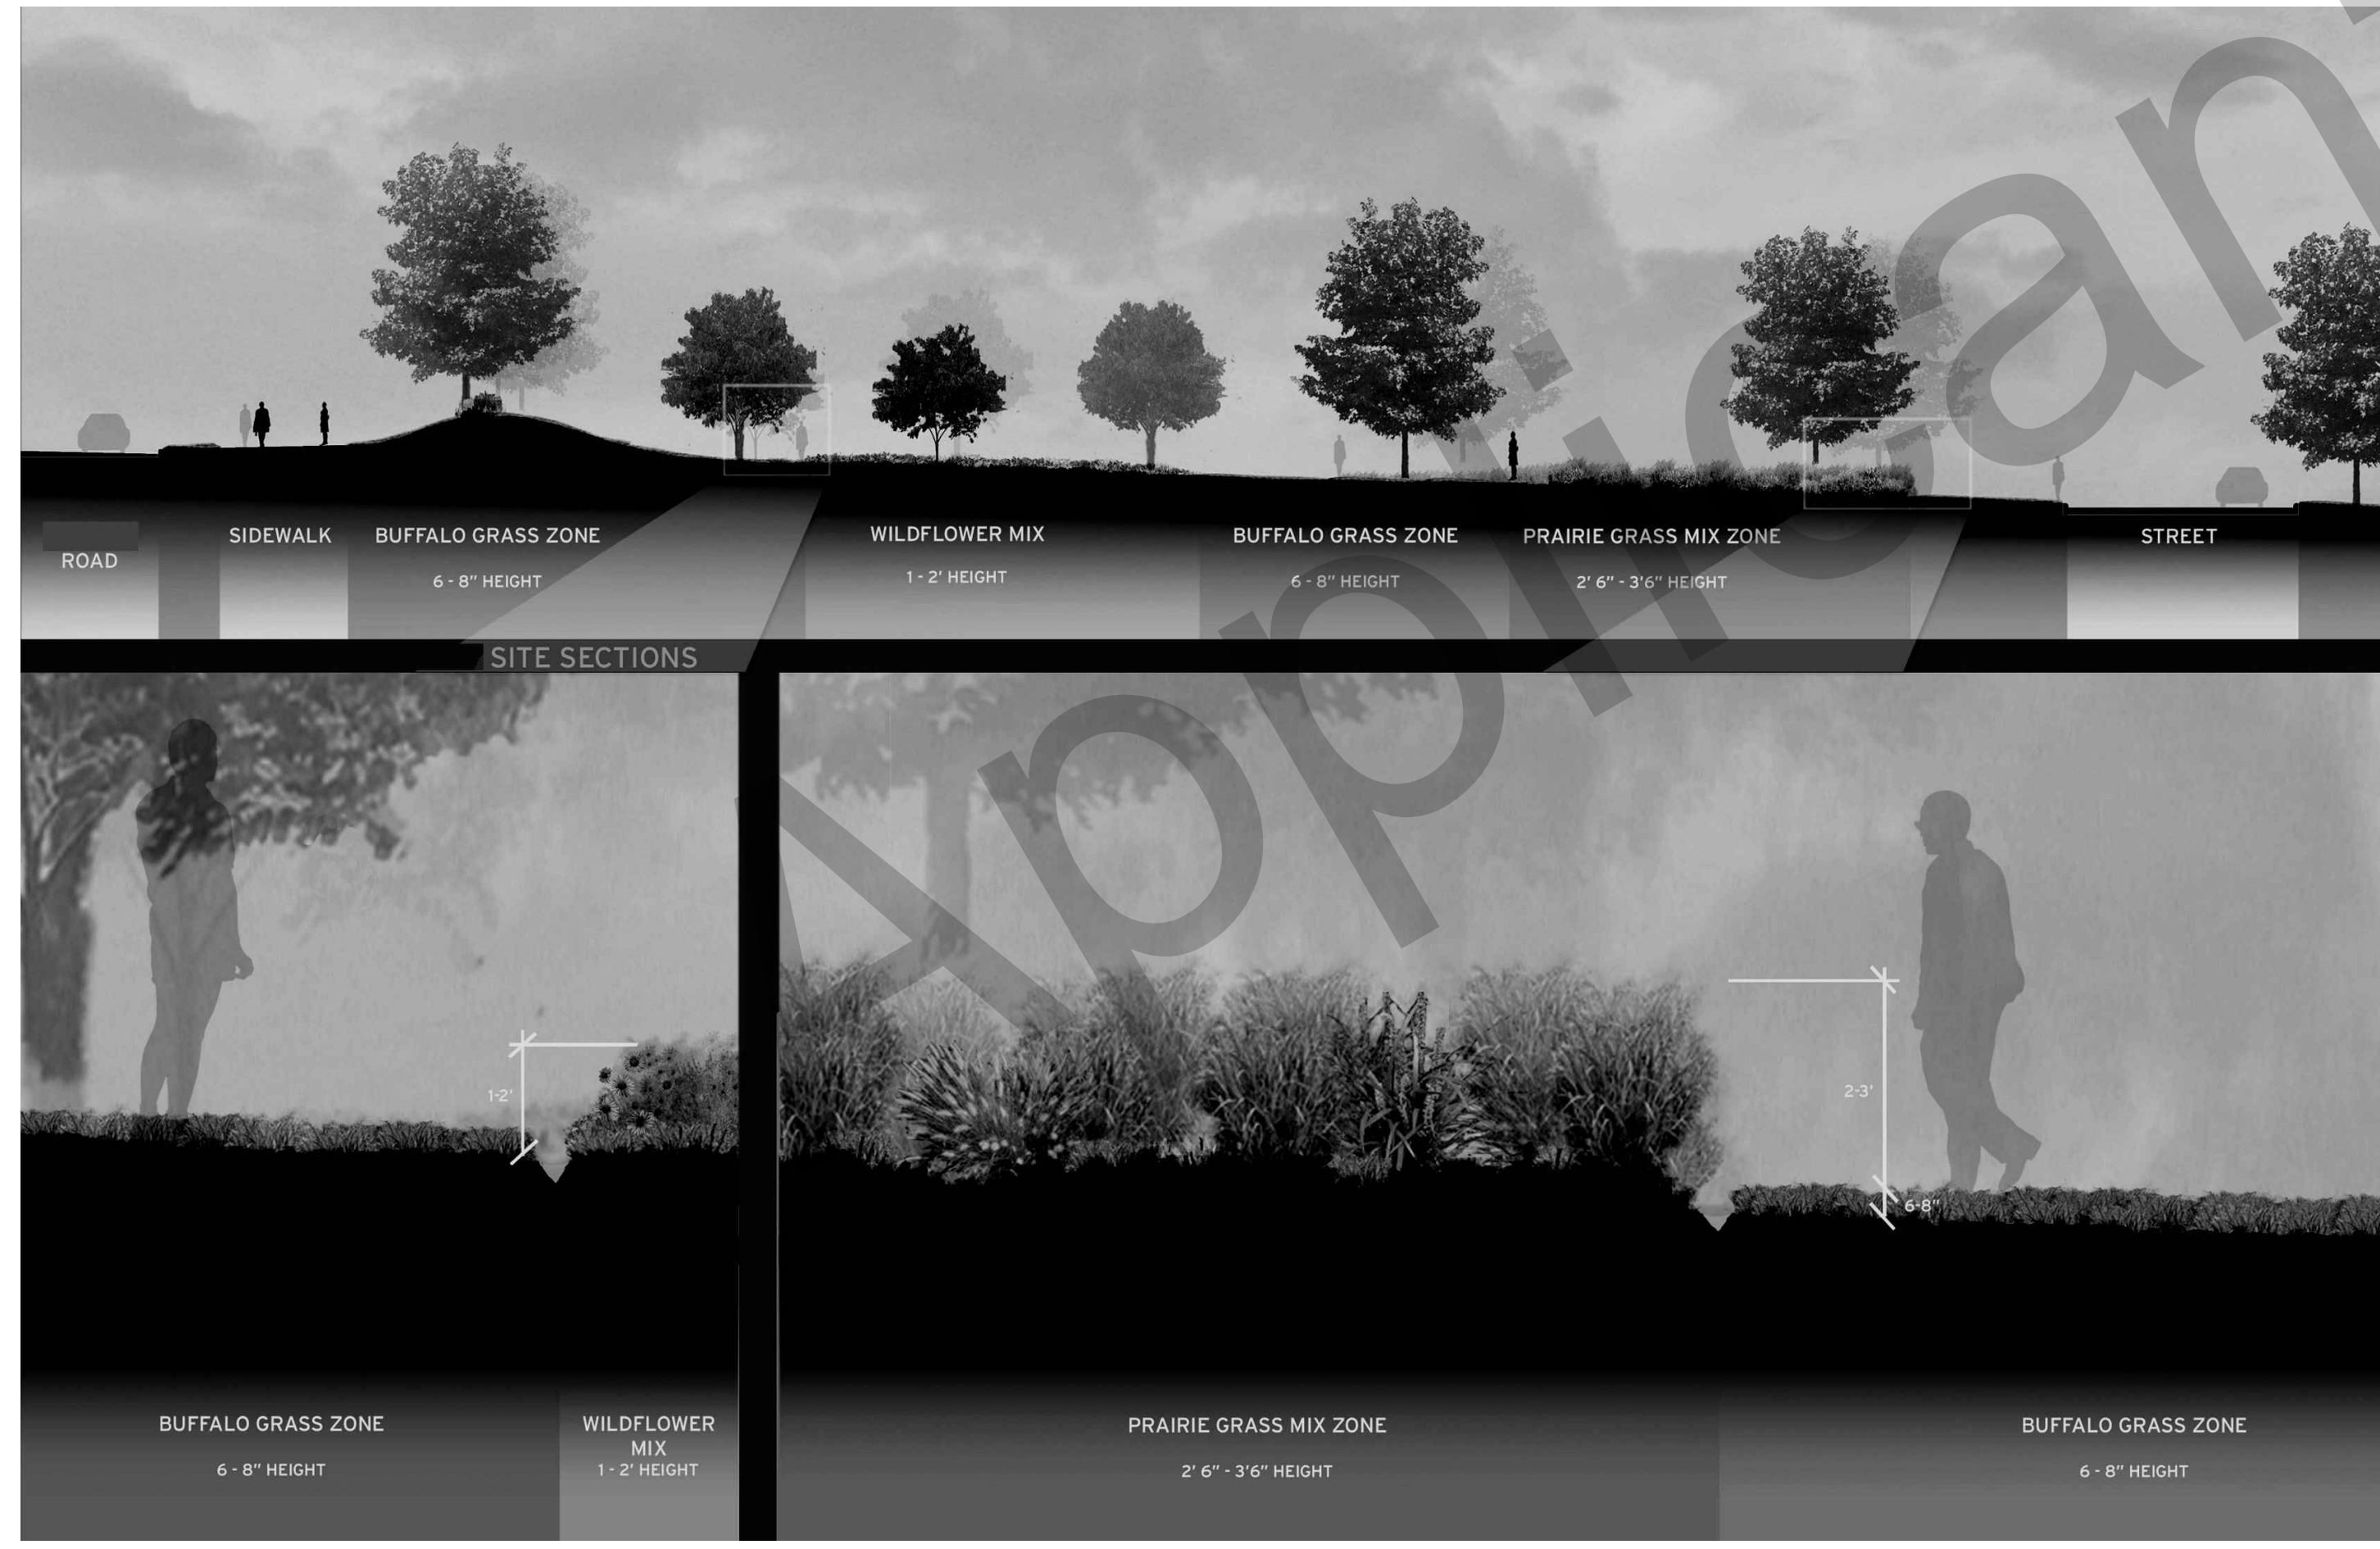 ROAD
SIDEWALK
BUFFALO GRASS ZONE
6 - 8" HEIGHT
WILDFLOWER MIX
1 - 2' HEIGHT
BUFFALO GRASS ZONE
6 - 8" HEIGHT
PRAIRIE GRASS MIX ZONE
2' 6" - 3'6" HEIGHT
STREET
SITE SECTIONS
Applican
1-2'
2-3'
6-8"
BUFFALO GRASS ZONE
6 - 8" HEIGHT
WILDFLOWER
MIX
1 - 2' HEIGHT
PRAIRIE GRASS MIX ZONE
2' 6" - 3'6" HEIGHT
BUFFALO GRASS ZONE
6 - 8" HEIGHT